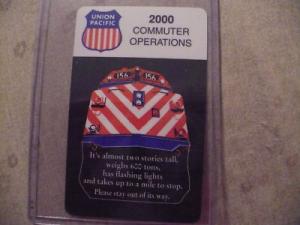 UNION
PACIFIC
2000
COMMUTER
OPERATIONS
156 156
It's almost two stories tall,
weighs 600 tons,
has flashing lights
and takes up to a mile to stop.
Please stay out of its way.